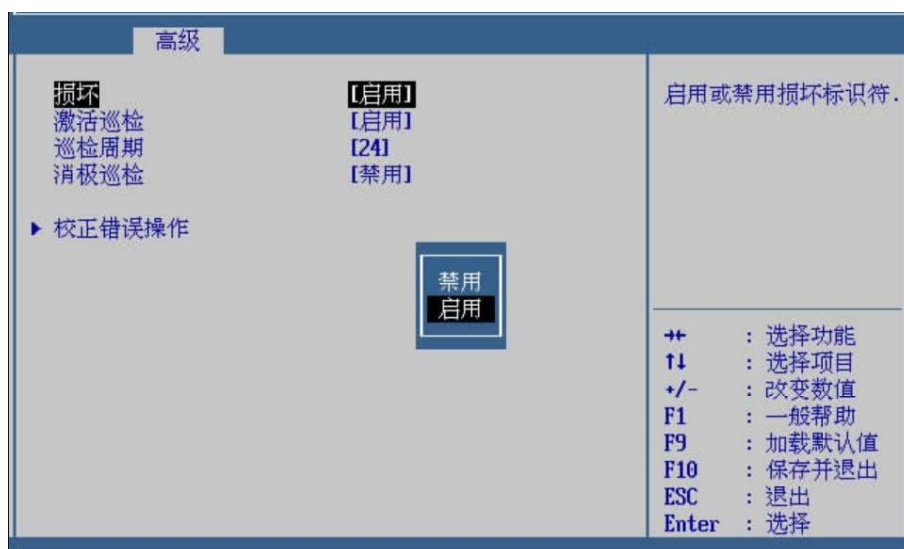 高级
损坏 [启用]
激活巡检 [启用]
巡检周期 [24]
消极巡检 [禁用]
校正错误操作
禁用
启用
启用或禁用损坏标识符.
→← : 选择功能
↑↓ : 选择项目
+/- : 改变数值
F1 : 一般帮助
F9 : 加载默认值
F10 : 保存并退出
ESC : 退出
Enter : 选择